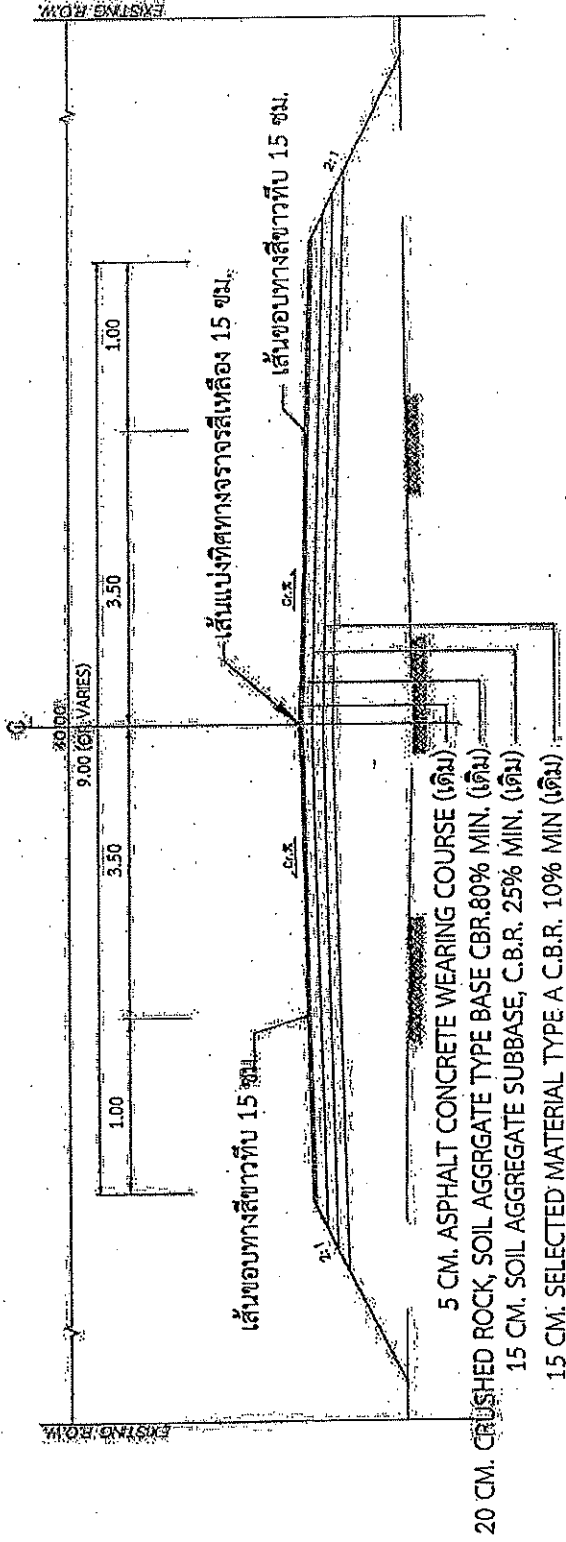 EXISTING R.O.W.
EXISTING R.O.W.
40.00
9.00 (OR VARIES)
1.00
3.50
3.50
1.00
เส้นขอบทางสีขาวทึบ 15 ซม.
เส้นแบ่งทิศทางจราจรสีเหลือง 15 ซม.
เส้นขอบทางสีขาวทึบ 15 ซม.
2:1
Cr.%
Cr.%
2:1
5 CM. ASPHALT CONCRETE WEARING COURSE (เดิม)
20 CM. CRUSHED ROCK, SOIL AGGRGATE TYPE BASE CBR.80% MIN. (เดิม)
15 CM. SOIL AGGREGATE SUBBASE, C.B.R. 25% MIN. (เดิม)
15 CM. SELECTED MATERIAL TYPE A C.B.R. 10% MIN (เดิม)